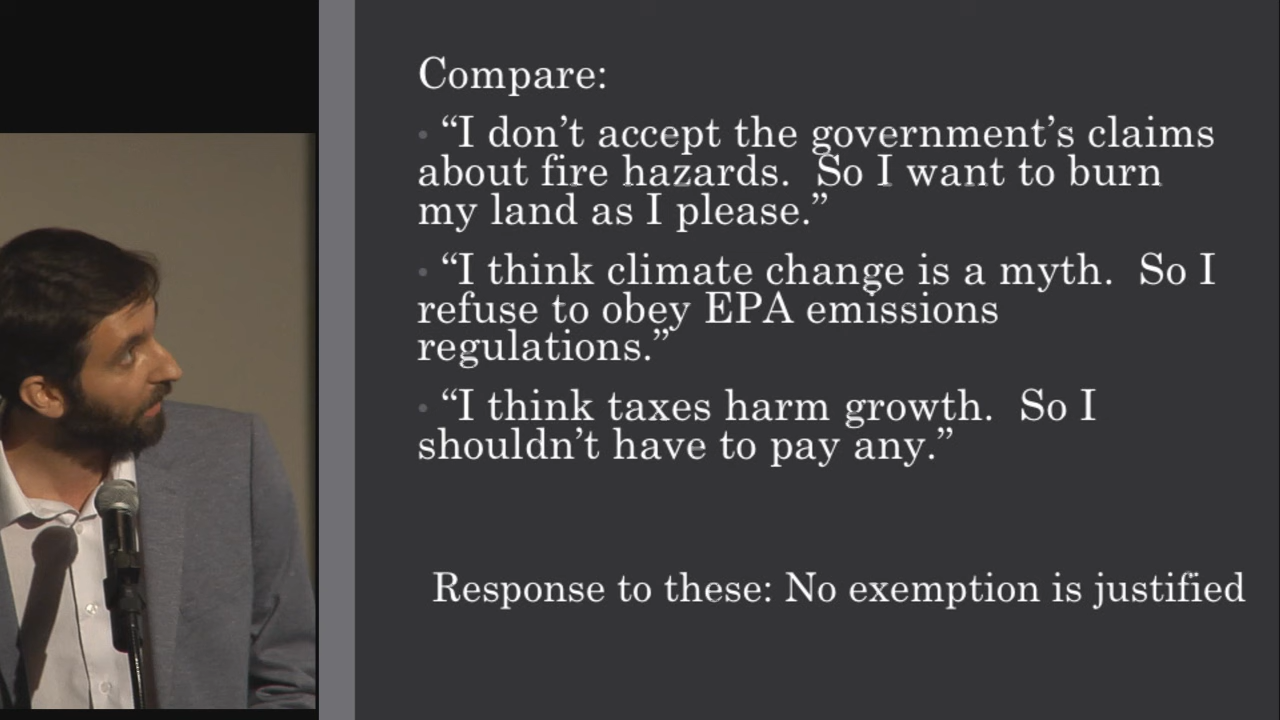 Compare:
• “I don’t accept the government’s claims
about fire hazards.  So I want to burn
my land as I please.”
• “I think climate change is a myth.  So I
refuse to obey EPA emissions
regulations.”
• “I think taxes harm growth.  So I
shouldn’t have to pay any.”
Response to these: No exemption is justified